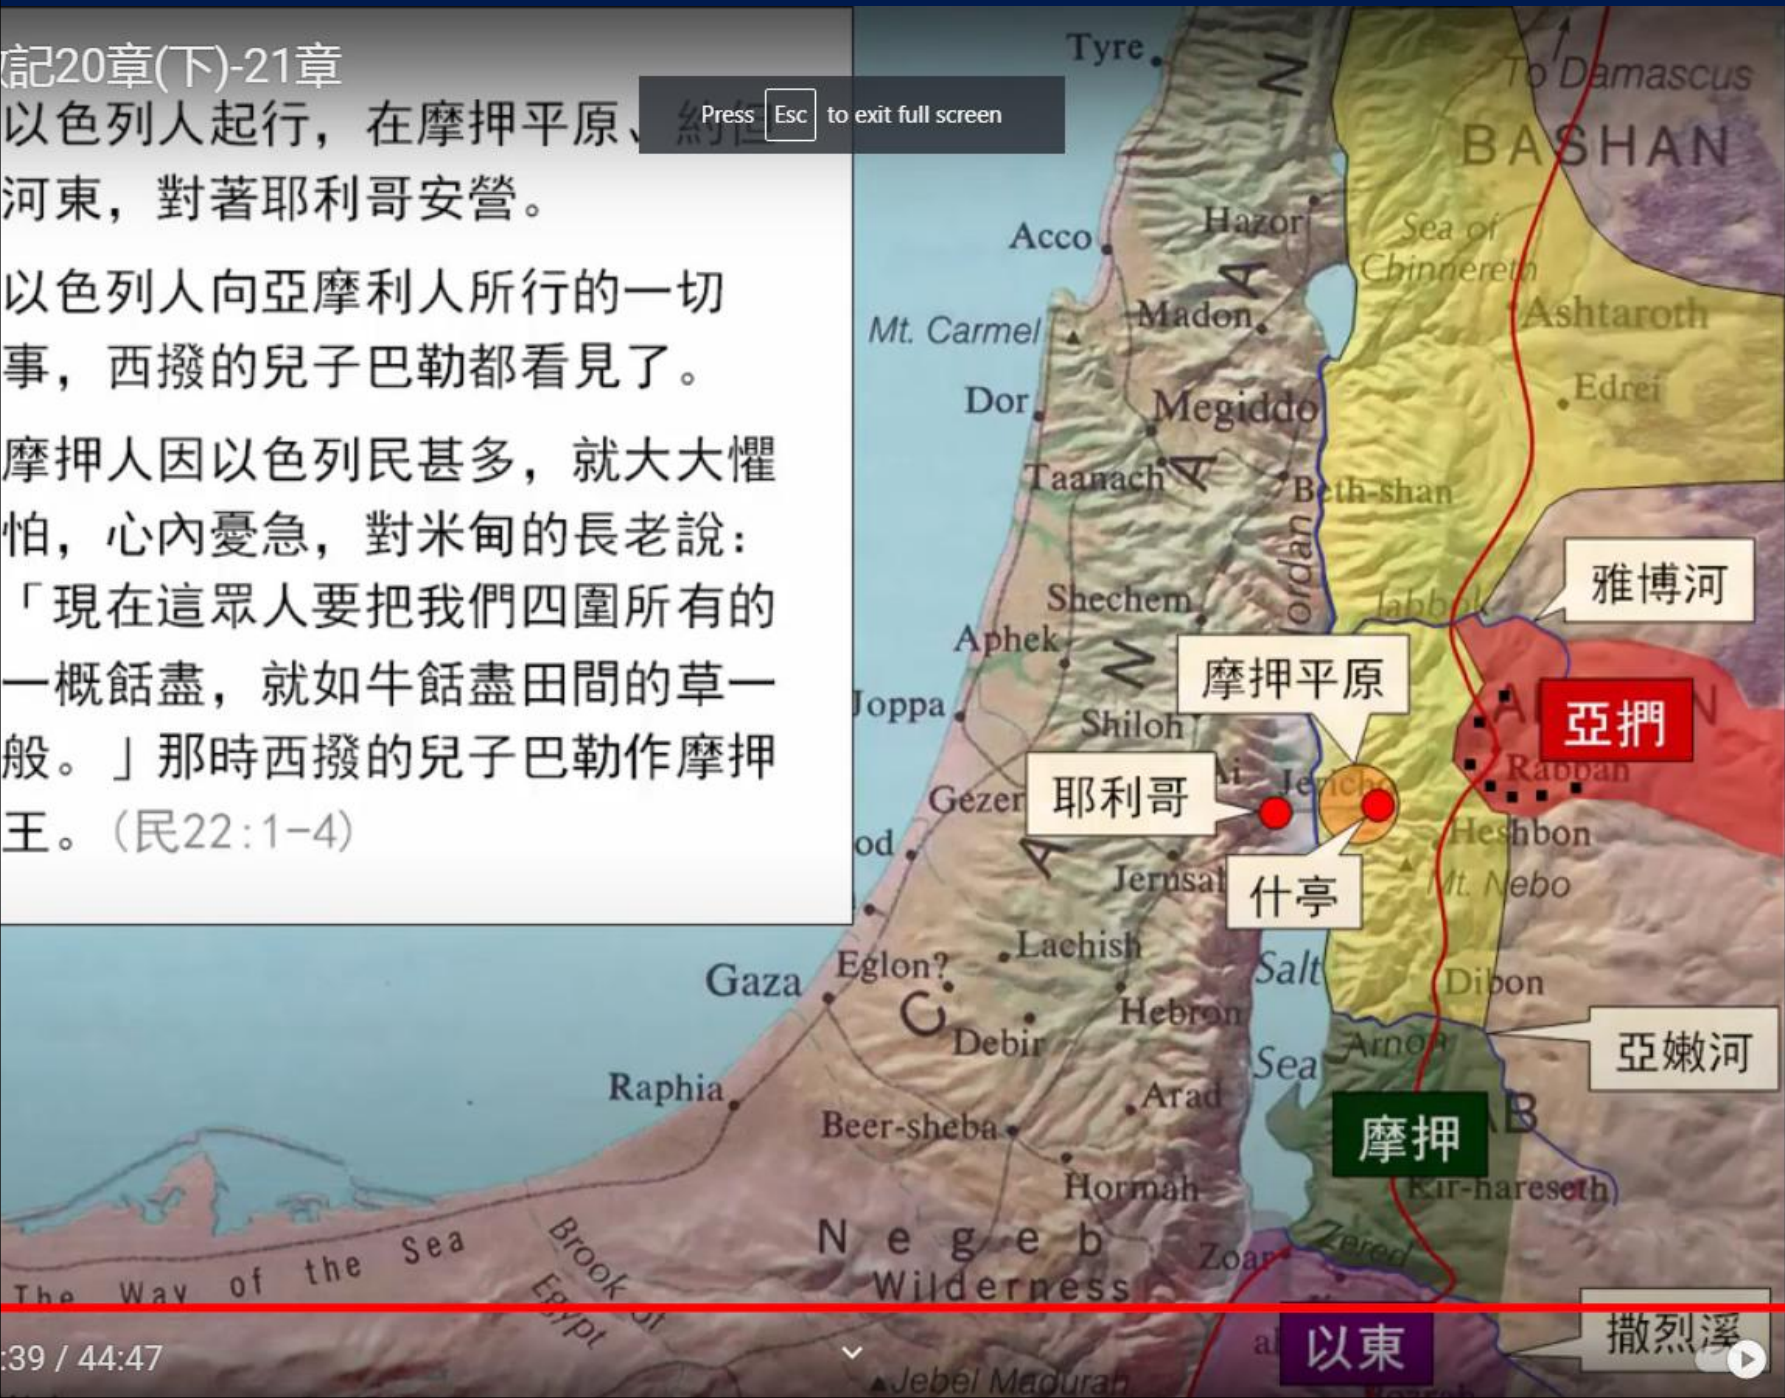 記20章(下)-21章
以色列人起行，在摩押平原、約但
河東，對著耶利哥安營。
以色列人向亞摩利人所行的一切
事，西撥的兒子巴勒都看見了。
摩押人因以色列民甚多，就大大懼
怕，心內憂急，對米甸的長老說：
「現在這眾人要把我們四圍所有的
一概餂盡，就如牛餂盡田間的草一
般。」那時西撥的兒子巴勒作摩押
王。(民22:1-4)
Press Esc to exit full screen
Tyre
To Damascus
BASHAN
Hazor
Acco
Sea of
Chinnereth
Madon
Ashtaroth
Mt. Carmel
Edrei
Dor
Megiddo
Taanach
Beth-shan
Jordan
雅博河
Shechem
Jabbok
Aphek
摩押平原
Joppa
Shiloh
亞捫
Rabbah
Ai
Jericho
耶利哥
Gezer
Heshbon
od
Jerusal
什亭
Mt. Nebo
Lachish
Eglon?
Salt
Dibon
Gaza
CANAAN
Hebron
Debir
Arnon
亞嫩河
Sea
Raphia
Arad
AB
摩押
Beer-sheba
Hormah
Kir-hareseth
Negeb
Zoar
Zered
The Way of the Sea
Brook of
Egypt
Wilderness
以東
撒烈溪
:39 / 44:47
Jebel Madurah